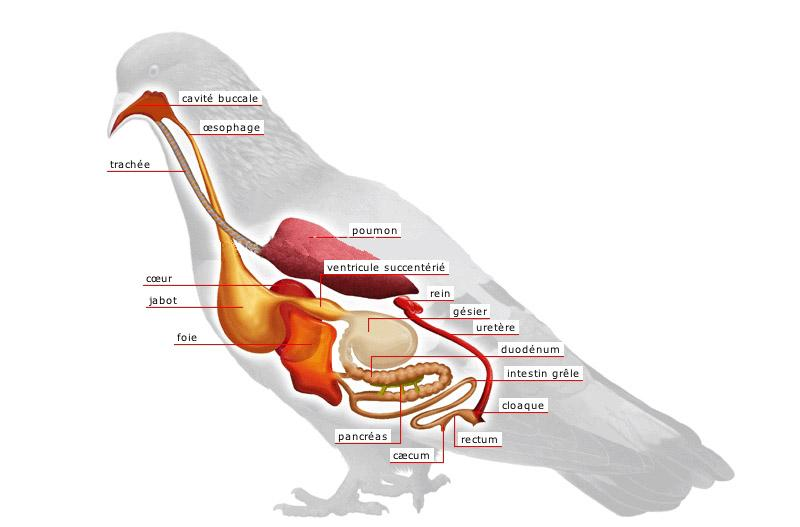 cavité buccale
œsophage
trachée
poumon
ventricule succentérié
cœur
rein
jabot
gésier
uretère
foie
duodénum
intestin grêle
cloaque
pancréas
rectum
cæcum